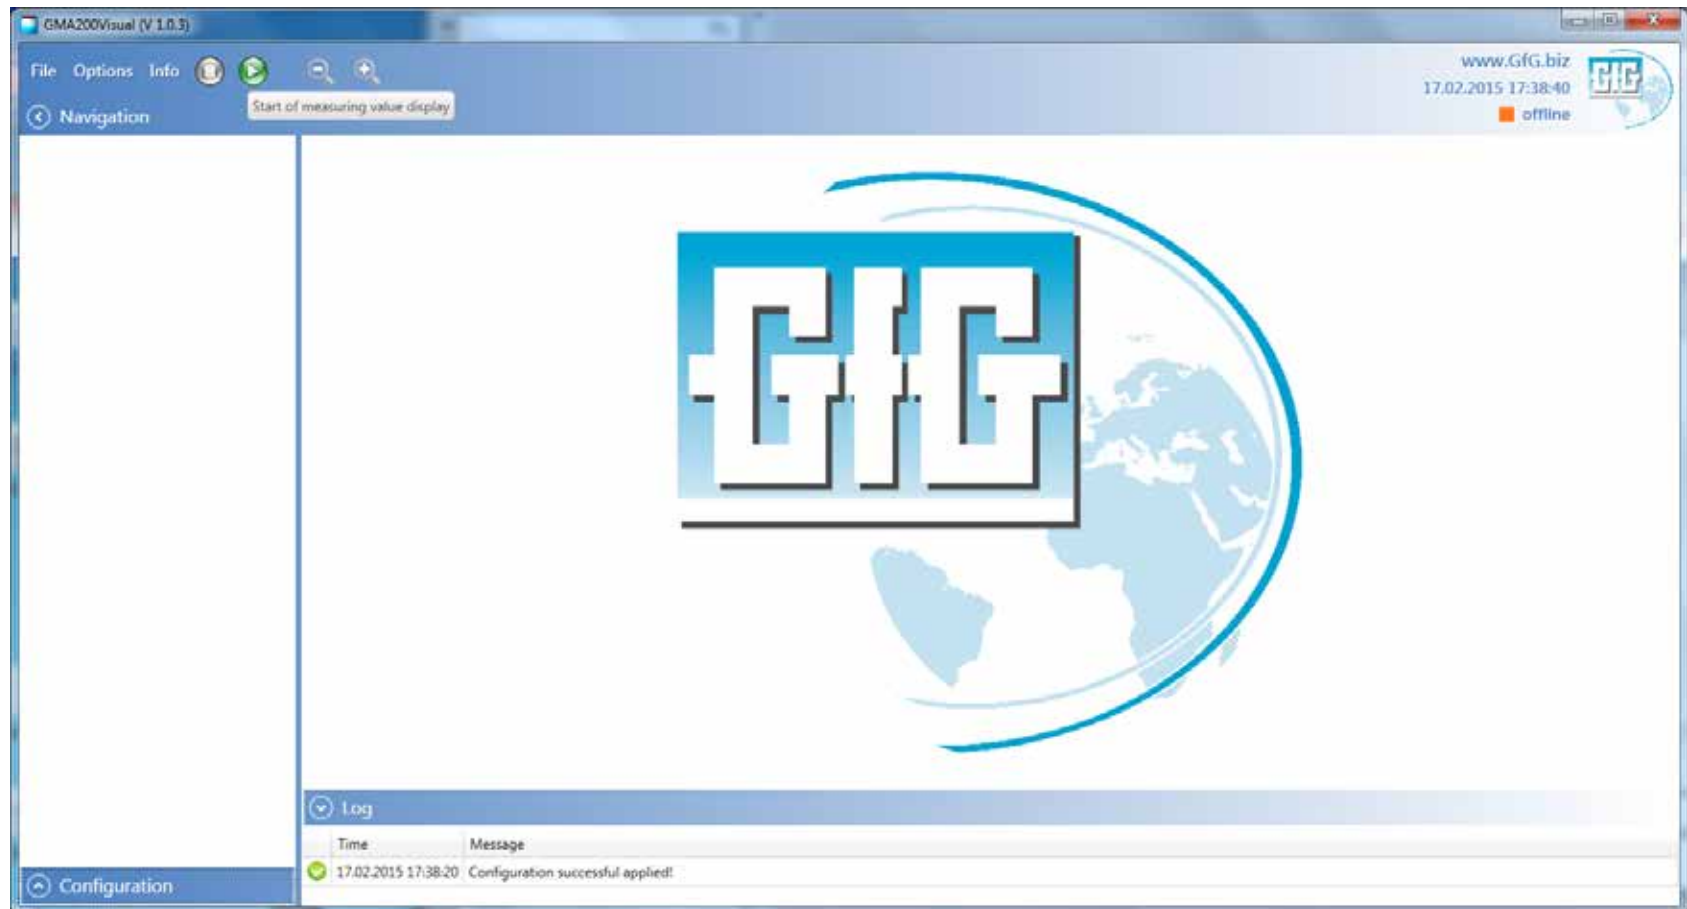 GMA200Visual (V 1.0.3)
File Options Info
www.GfG.biz
17.02.2015 17:38:40
offline
GfG
Start of measuring value display
Navigation
GfG
Log
Time Message
17.02.2015 17:38:20 Configuration successful applied!
Configuration